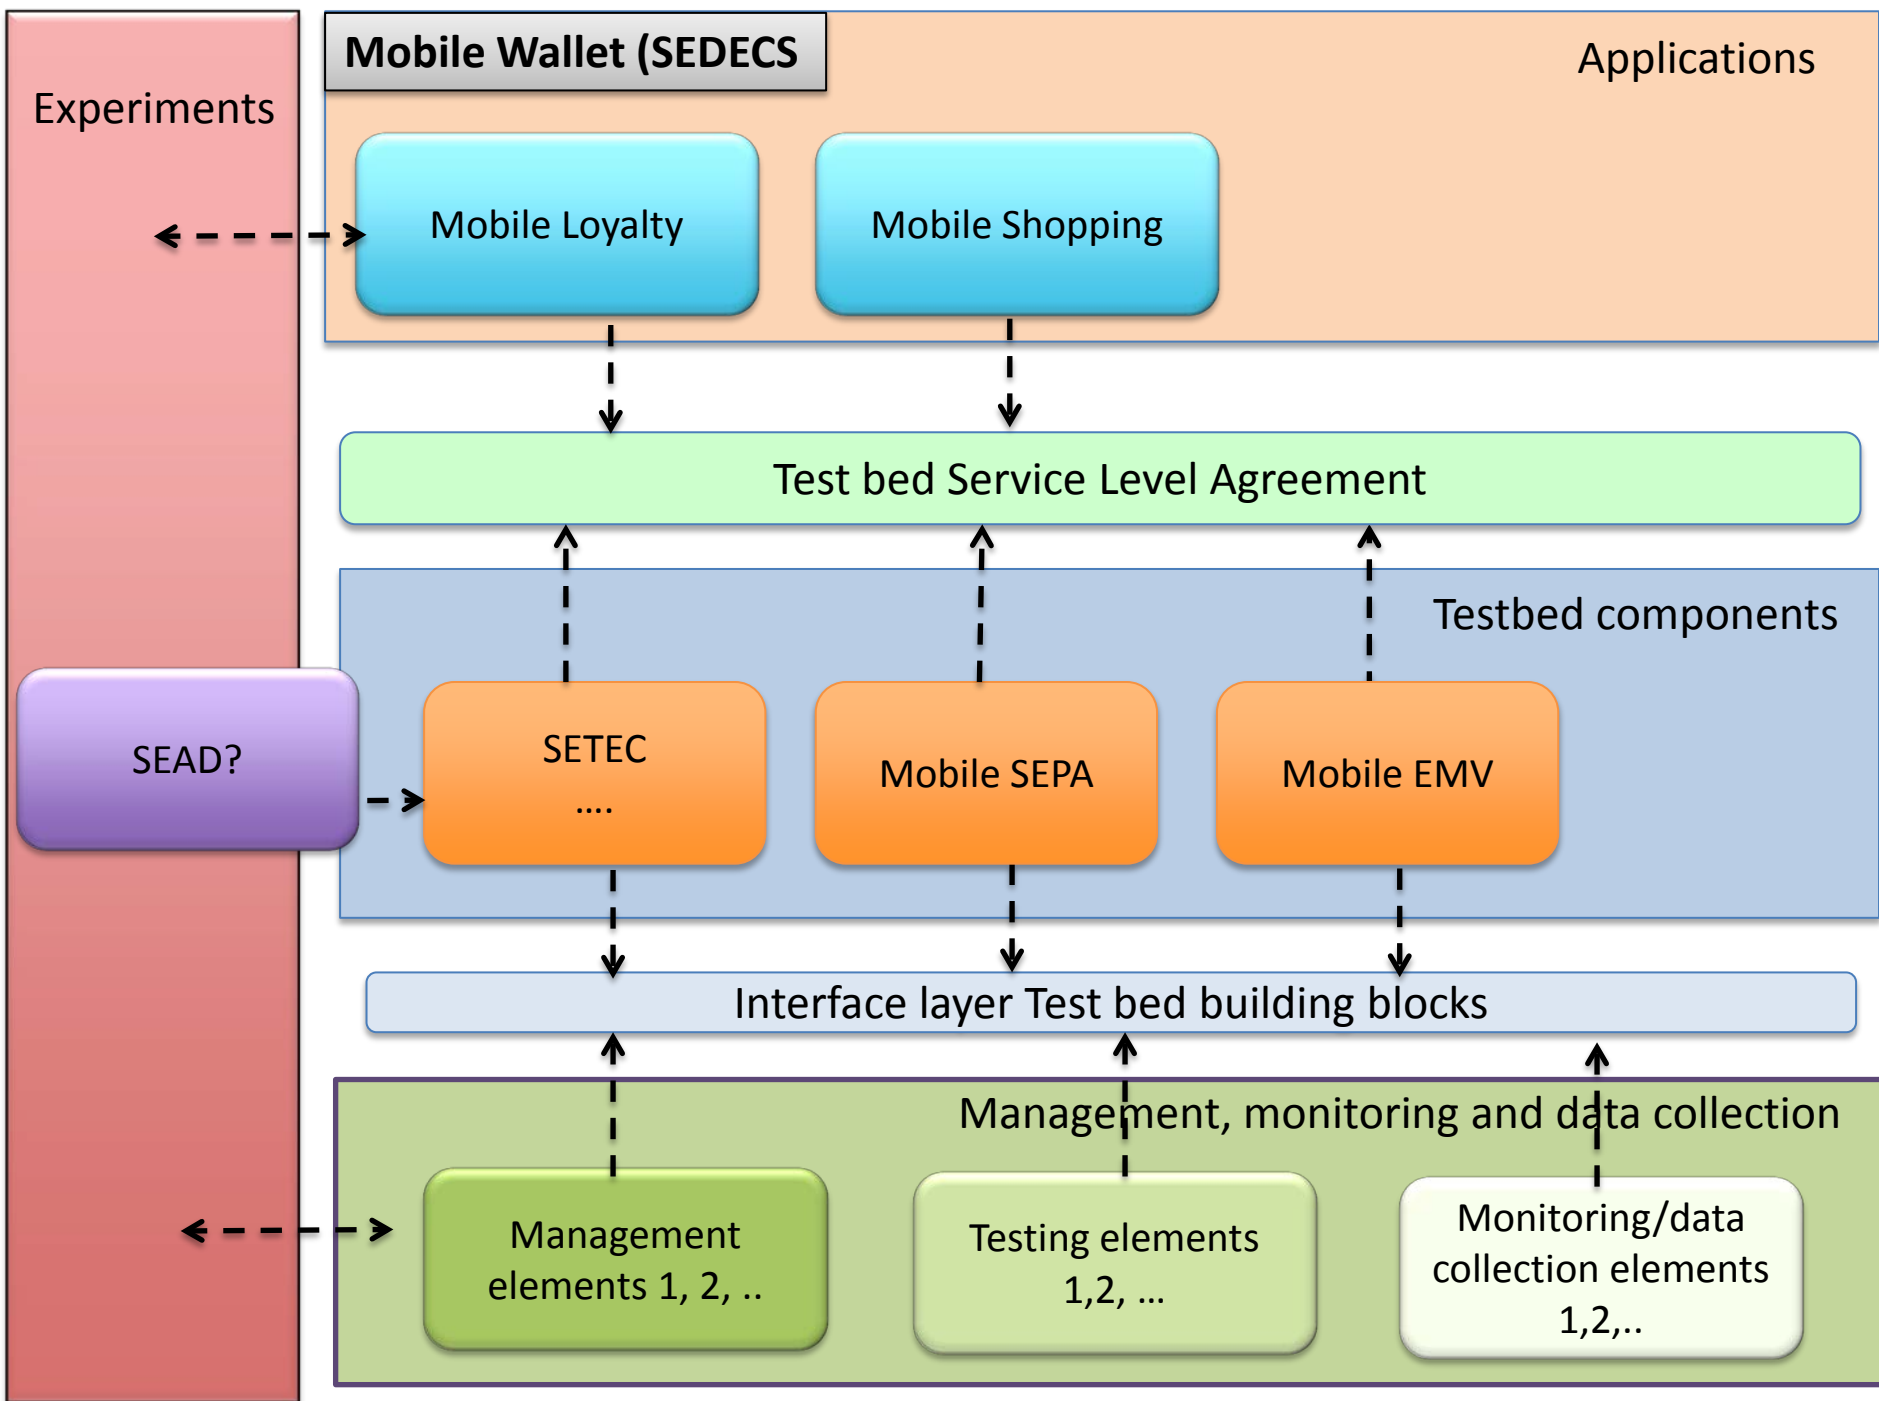 Mobile Wallet (SEDECS
Applications
Experiments
Mobile Loyalty
Mobile Shopping
Test bed Service Level Agreement
Testbed components
SEAD?
SETEC
....
Mobile SEPA
Mobile EMV
Interface layer Test bed building blocks
Management, monitoring and data collection
Management
elements 1, 2, ..
Testing elements
1,2, ...
Monitoring/data
collection elements
1,2,..